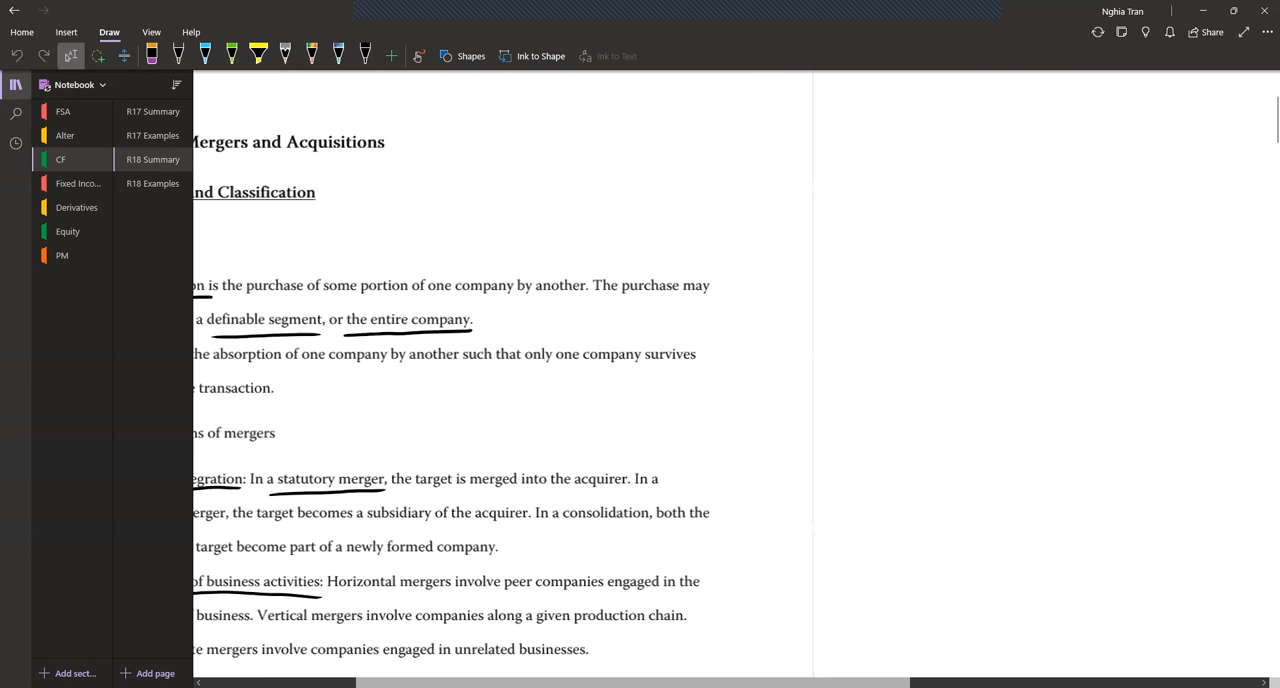 Nghia Tran
Home Insert Draw View Help
Share
Shapes Ink to Shape Ink to Text
Notebook
FSA
Alter
CF
Fixed Inco...
Derivatives
Equity
PM
R17 Summary
R17 Examples
R18 Summary
R18 Examples
Mergers and Acquisitions
nd Classification
on is the purchase of some portion of one company by another. The purchase may
a definable segment, or the entire company.
the absorption of one company by another such that only one company survives
transaction.
ns of mergers
egration: In a statutory merger, the target is merged into the acquirer. In a
erger, the target becomes a subsidiary of the acquirer. In a consolidation, both the
target become part of a newly formed company.
of business activities: Horizontal mergers involve peer companies engaged in the
business. Vertical mergers involve companies along a given production chain.
te mergers involve companies engaged in unrelated businesses.
Add sect... Add page